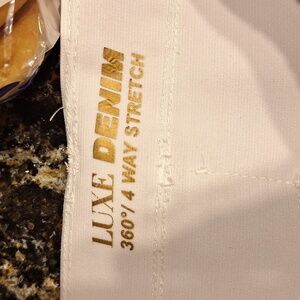 LUXE DENIM
360°/ 4 WAY STRETCH